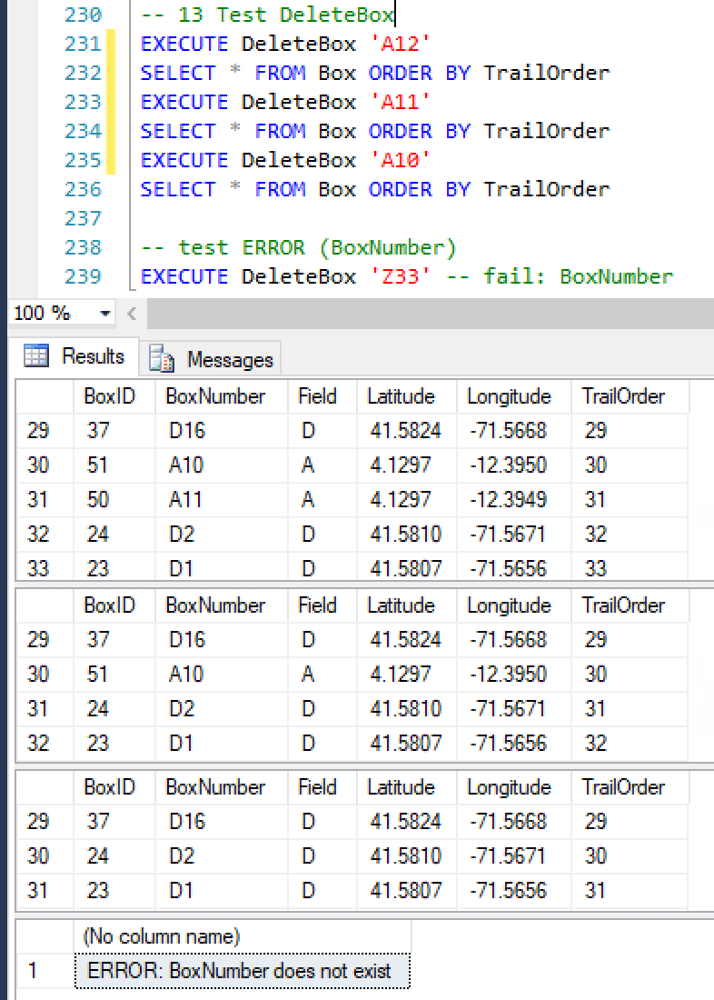 230 -- 13 Test DeleteBox
231 EXECUTE DeleteBox 'A12'
232 SELECT * FROM Box ORDER BY TrailOrder
233 EXECUTE DeleteBox 'A11'
234 SELECT * FROM Box ORDER BY TrailOrder
235 EXECUTE DeleteBox 'A10'
236 SELECT * FROM Box ORDER BY TrailOrder
237
238 -- test ERROR (BoxNumber)
239 EXECUTE DeleteBox 'Z33' -- fail: BoxNumber
100 %
Results Messages
BoxID BoxNumber Field Latitude Longitude TrailOrder
29 37 D16 D 41.5824 -71.5668 29
30 51 A10 A 4.1297 -12.3950 30
31 50 A11 A 4.1297 -12.3949 31
32 24 D2 D 41.5810 -71.5671 32
33 23 D1 D 41.5807 -71.5656 33
BoxID BoxNumber Field Latitude Longitude TrailOrder
29 37 D16 D 41.5824 -71.5668 29
30 51 A10 A 4.1297 -12.3950 30
31 24 D2 D 41.5810 -71.5671 31
32 23 D1 D 41.5807 -71.5656 32
BoxID BoxNumber Field Latitude Longitude TrailOrder
29 37 D16 D 41.5824 -71.5668 29
30 24 D2 D 41.5810 -71.5671 30
31 23 D1 D 41.5807 -71.5656 31
(No column name)
1 ERROR: BoxNumber does not exist